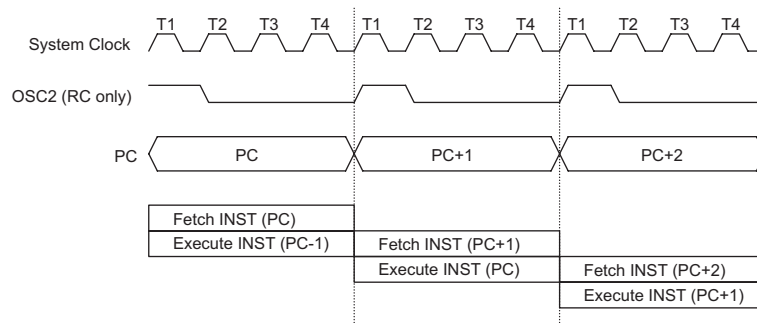 T1 T2 T3 T4 T1 T2 T3 T4 T1 T2 T3 T4
System Clock
OSC2 (RC only)
PC PC PC+1 PC+2
Fetch INST (PC)
Execute INST (PC-1) Fetch INST (PC+1)
Execute INST (PC) Fetch INST (PC+2)
Execute INST (PC+1)